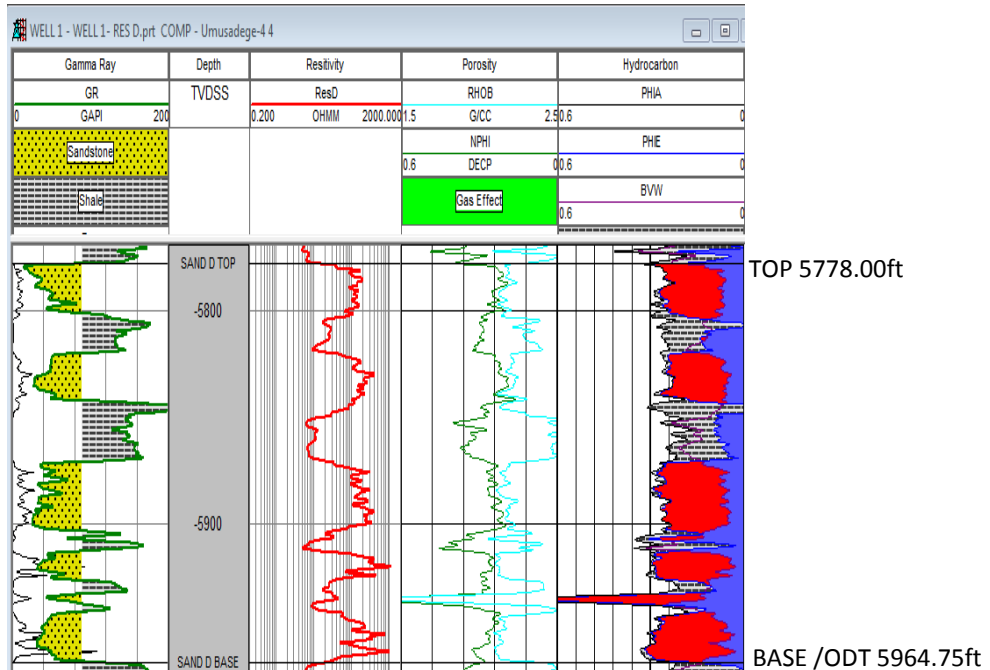 WELL 1 - WELL 1- RES D.prt COMP - Umusadege-4 4
Gamma Ray Depth Resitivity Porosity Hydrocarbon
GR TVDSS ResD RHOB PHIA
0 GAPI 200 0.200 OHMM 2000.000 1.5 G/CC 2.5 0.6 0
Sandstone NPHI PHIE
0.6 DECP 0 0.6 0
Shale Gas Effect BVW
0.6 0
SAND D TOP
TOP 5778.00ft
-5800
-5900
SAND D BASE
BASE /ODT 5964.75ft